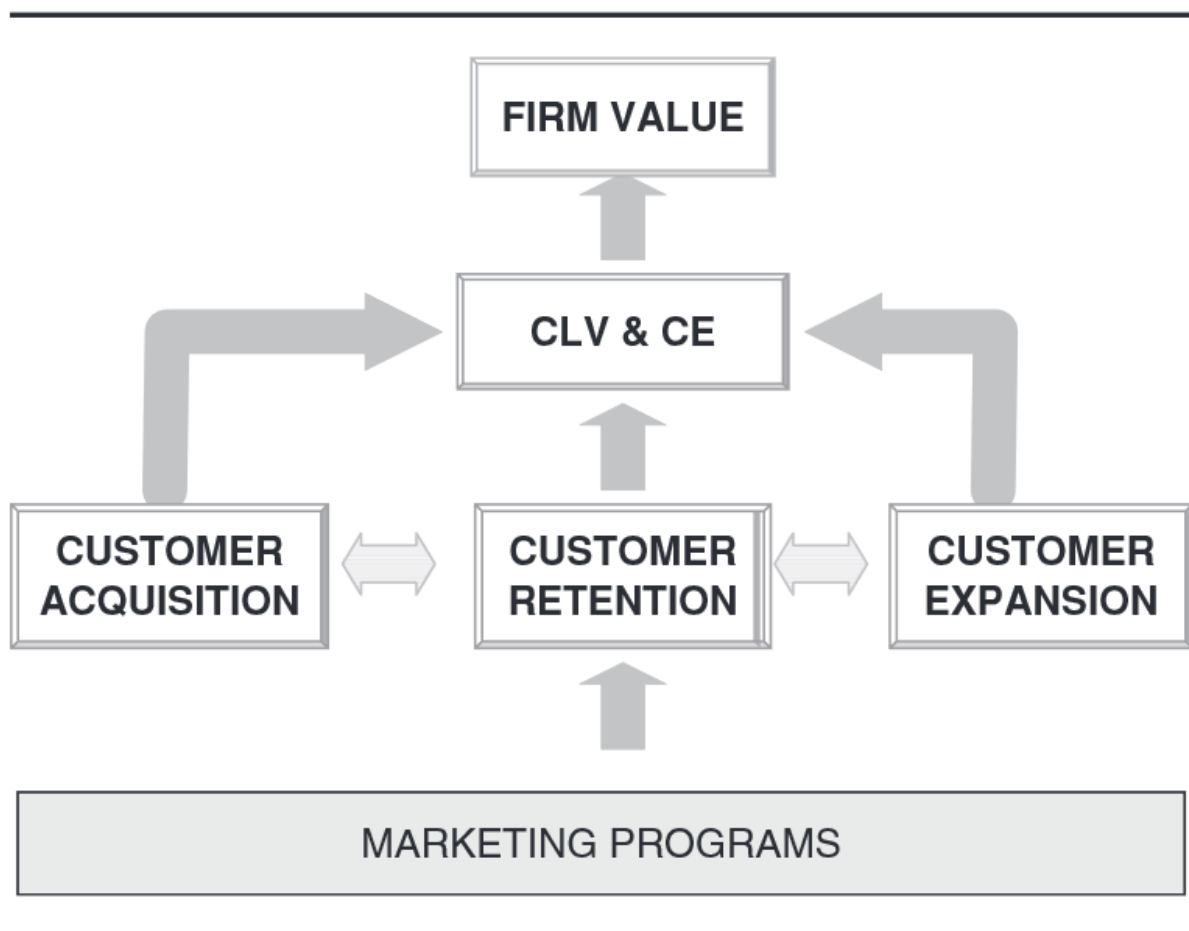 FIRM VALUE
CLV & CE
CUSTOMER
ACQUISITION
CUSTOMER
RETENTION
CUSTOMER
EXPANSION
MARKETING PROGRAMS